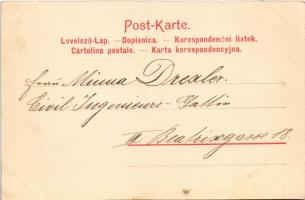 Post-Karte.
Levelező-Lap. — Dopisnica. — Korespondenční lístek.
Cartolina postale. — Karta korespondencyjna.
Frau Minna Drexler.
Civil Ingenieurs-Gattin
III. Beatrixgasse 18.